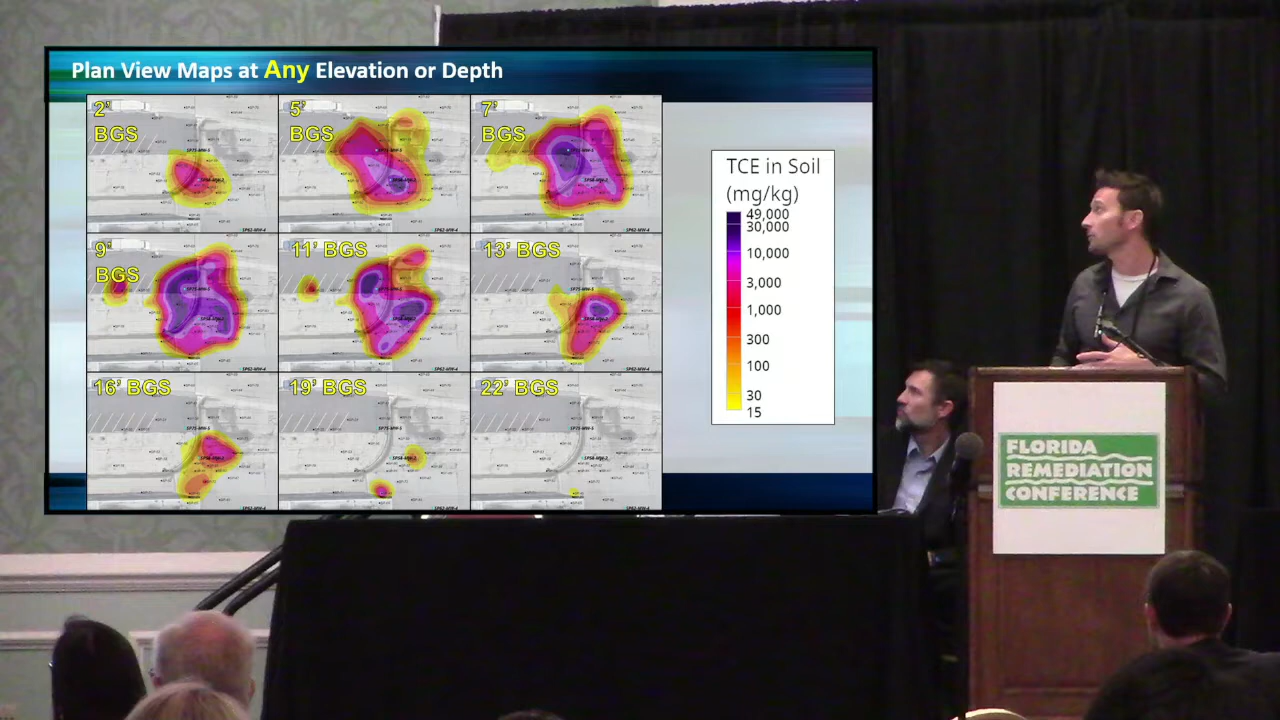 Plan View Maps at Any Elevation or Depth
2’
BGS
5’
BGS
7’
BGS
9’
BGS
11’ BGS
13’ BGS
16’ BGS
19’ BGS
22’ BGS
TCE in Soil
(mg/kg)
49,000
30,000
10,000
3,000
1,000
300
100
30
15
FLORIDA
REMEDIATION
CONFERENCE